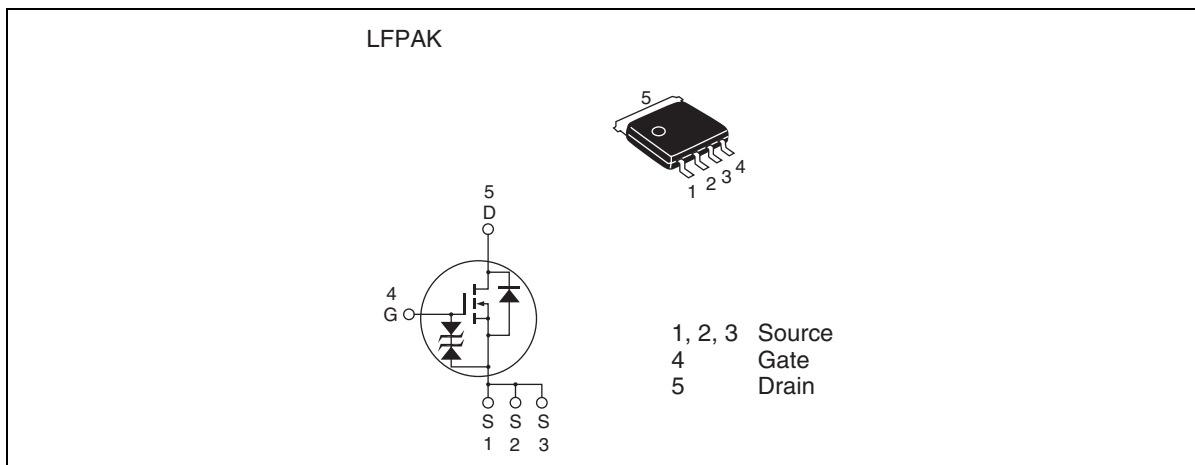 LFPAK
5
1 2 3 4
5
D
4
G
S S S
1 2 3
1, 2, 3 Source
4 Gate
5 Drain